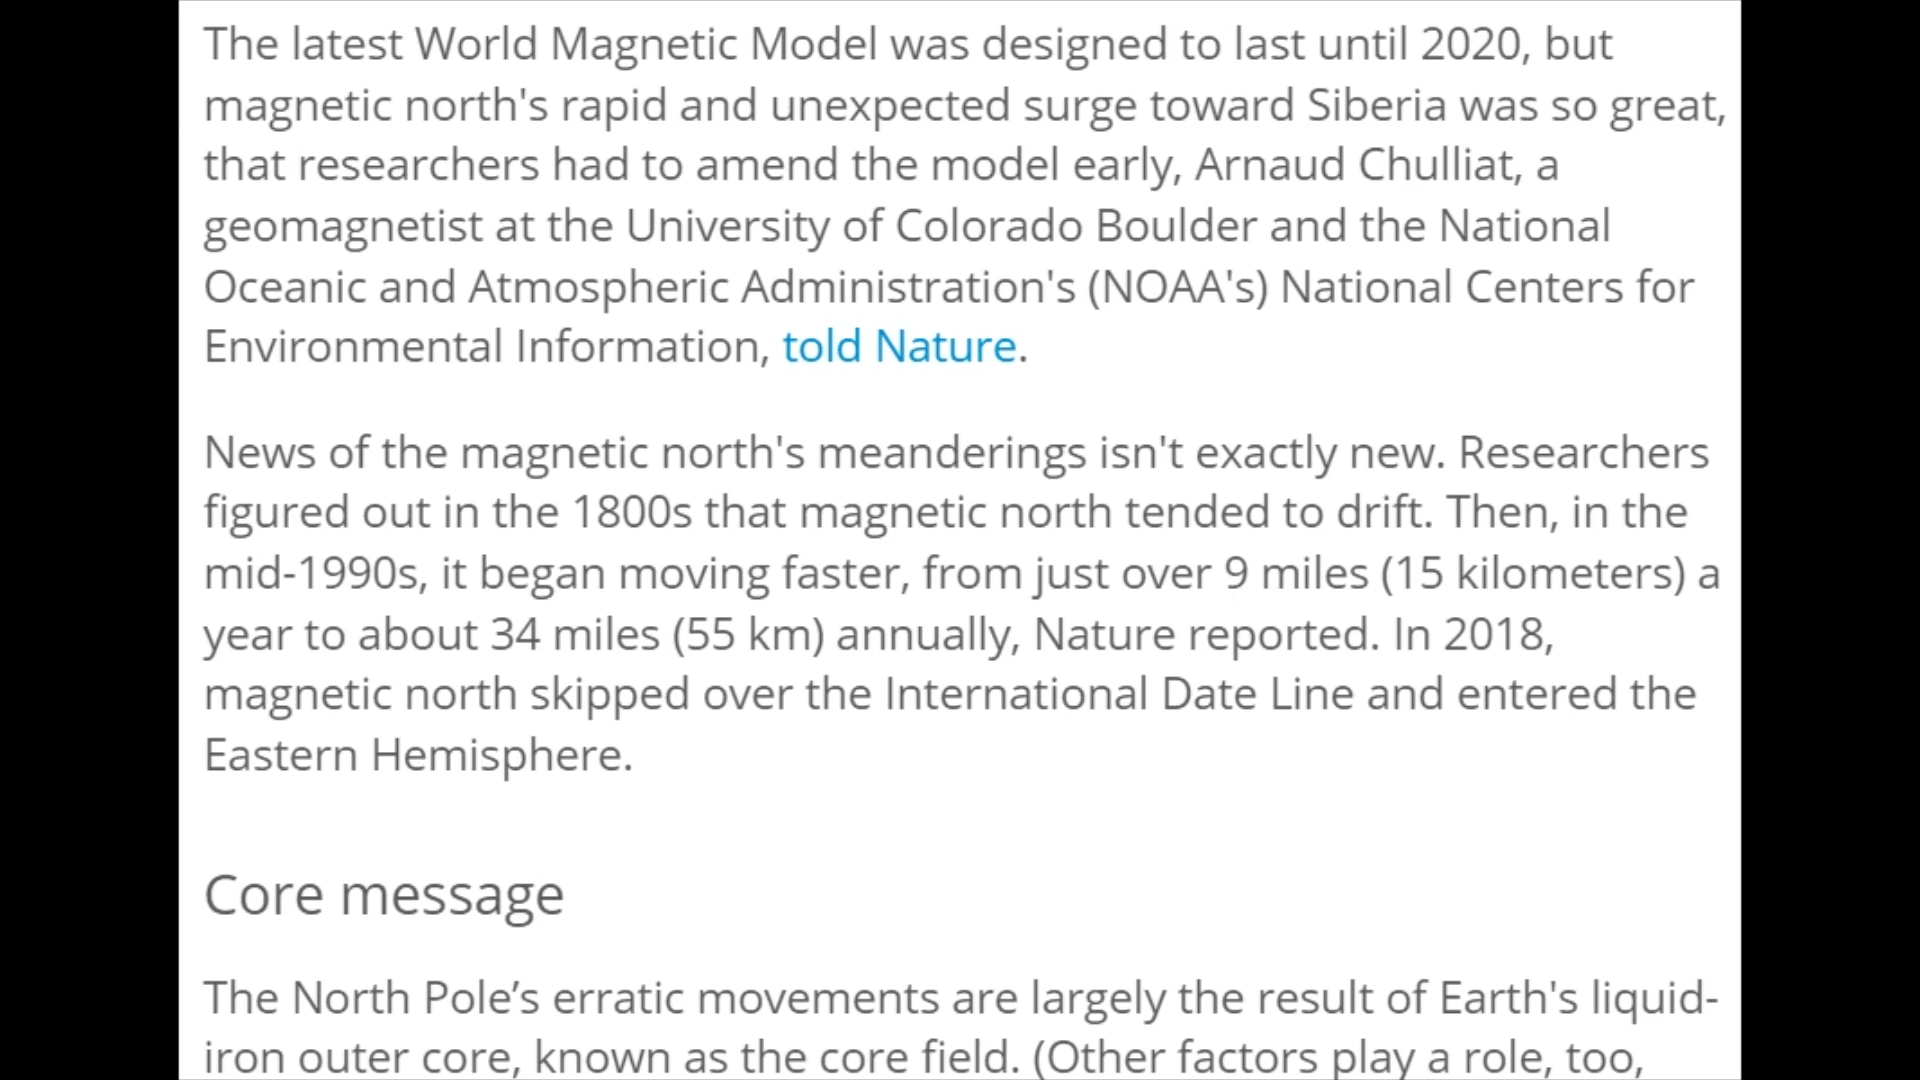 The latest World Magnetic Model was designed to last until 2020, but
magnetic north's rapid and unexpected surge toward Siberia was so great,
that researchers had to amend the model early, Arnaud Chulliat, a
geomagnetist at the University of Colorado Boulder and the National
Oceanic and Atmospheric Administration's (NOAA's) National Centers for
Environmental Information, told Nature.
News of the magnetic north's meanderings isn't exactly new. Researchers
figured out in the 1800s that magnetic north tended to drift. Then, in the
mid-1990s, it began moving faster, from just over 9 miles (15 kilometers) a
year to about 34 miles (55 km) annually, Nature reported. In 2018,
magnetic north skipped over the International Date Line and entered the
Eastern Hemisphere.
Core message
The North Pole’s erratic movements are largely the result of Earth's liquid-
iron outer core, known as the core field. (Other factors play a role, too,